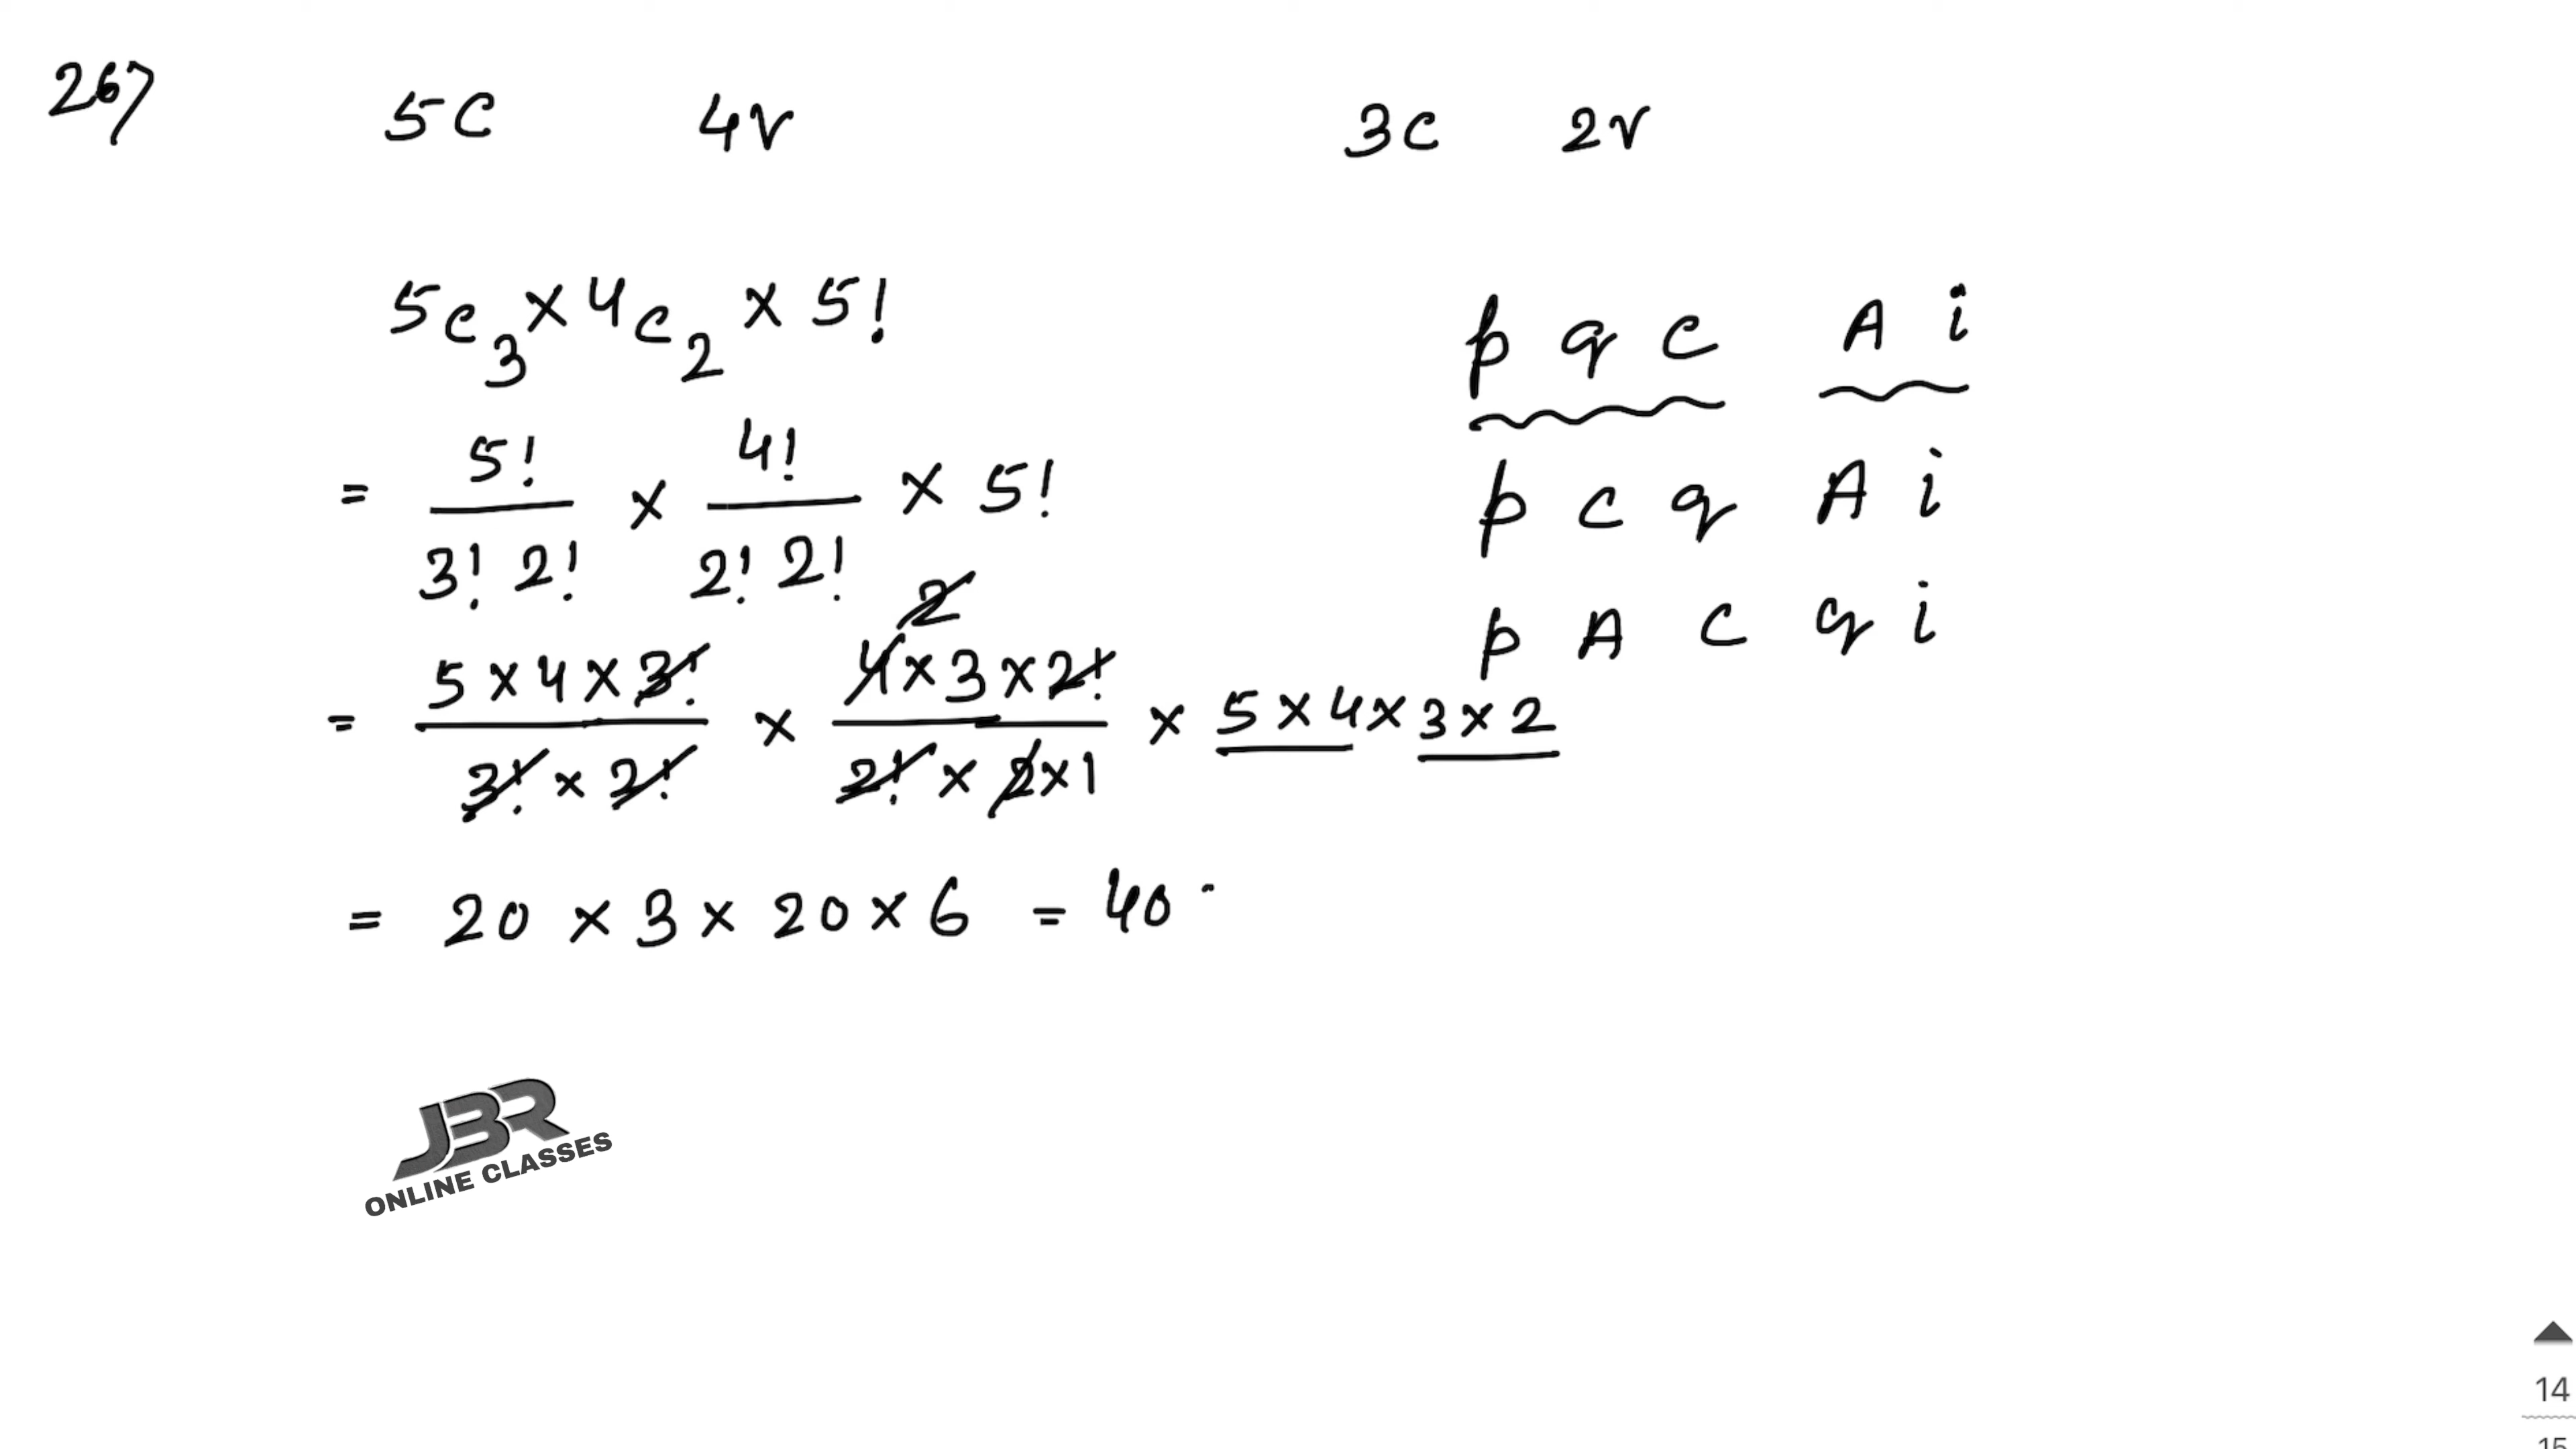 267
5C 4V 3C 2V
5C3 × 4C2 × 5!
p q C A i
= 5! / 3! 2! × 4! / 2! 2! × 5!
p c q A i
2
p A C q i
= 5 × 4 × 3! / 3! × 2! × 4 × 3 × 2! / 2! × 2 × 1 × 5 × 4 × 3 × 2
= 20 × 3 × 20 × 6 = 40
JBR
ONLINE CLASSES
14
15